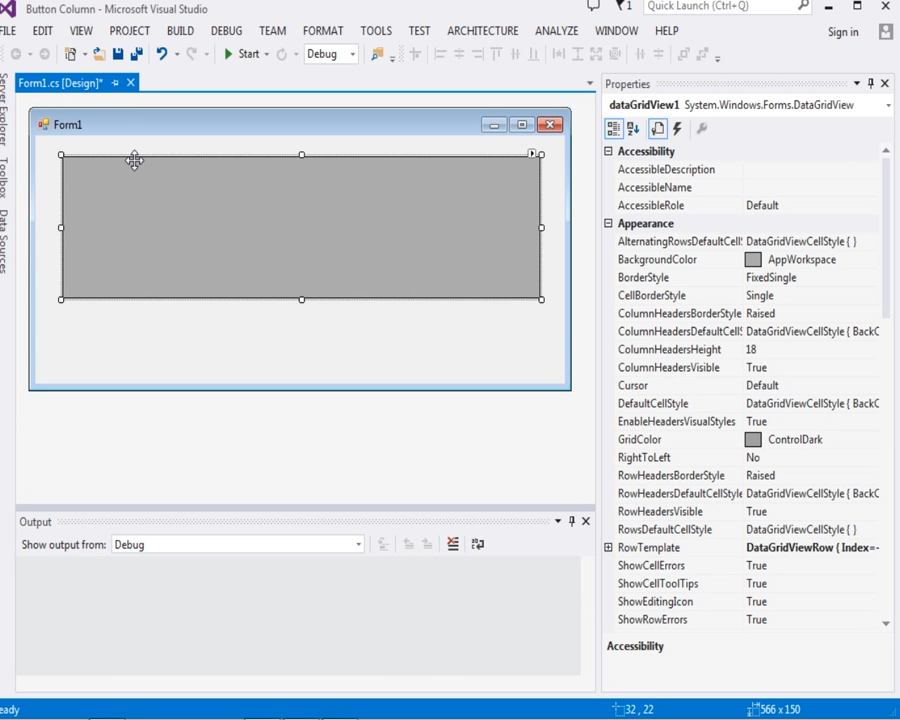 Button Column - Microsoft Visual Studio
1
Quick Launch (Ctrl+Q)
FILE EDIT VIEW PROJECT BUILD DEBUG TEAM FORMAT TOOLS TEST ARCHITECTURE ANALYZE WINDOW HELP
Sign in
Start
Debug
Server Explorer
Toolbox
Data Sources
Form1.cs [Design]*
Form1
Output
Show output from: Debug
Properties
dataGridView1 System.Windows.Forms.DataGridView
Accessibility
AccessibleDescription
AccessibleName
AccessibleRole Default
Appearance
AlternatingRowsDefaultCellS DataGridViewCellStyle { }
BackgroundColor AppWorkspace
BorderStyle FixedSingle
CellBorderStyle Single
ColumnHeadersBorderStyle Raised
ColumnHeadersDefaultCellS DataGridViewCellStyle { BackC
ColumnHeadersHeight 18
ColumnHeadersVisible True
Cursor Default
DefaultCellStyle DataGridViewCellStyle { BackC
EnableHeadersVisualStyles True
GridColor ControlDark
RightToLeft No
RowHeadersBorderStyle Raised
RowHeadersDefaultCellStyle DataGridViewCellStyle { BackC
RowHeadersVisible True
RowsDefaultCellStyle DataGridViewCellStyle { }
RowTemplate DataGridViewRow { Index=-
ShowCellErrors True
ShowCellToolTips True
ShowEditingIcon True
ShowRowErrors True
Accessibility
eady
32 , 22
566 x 150